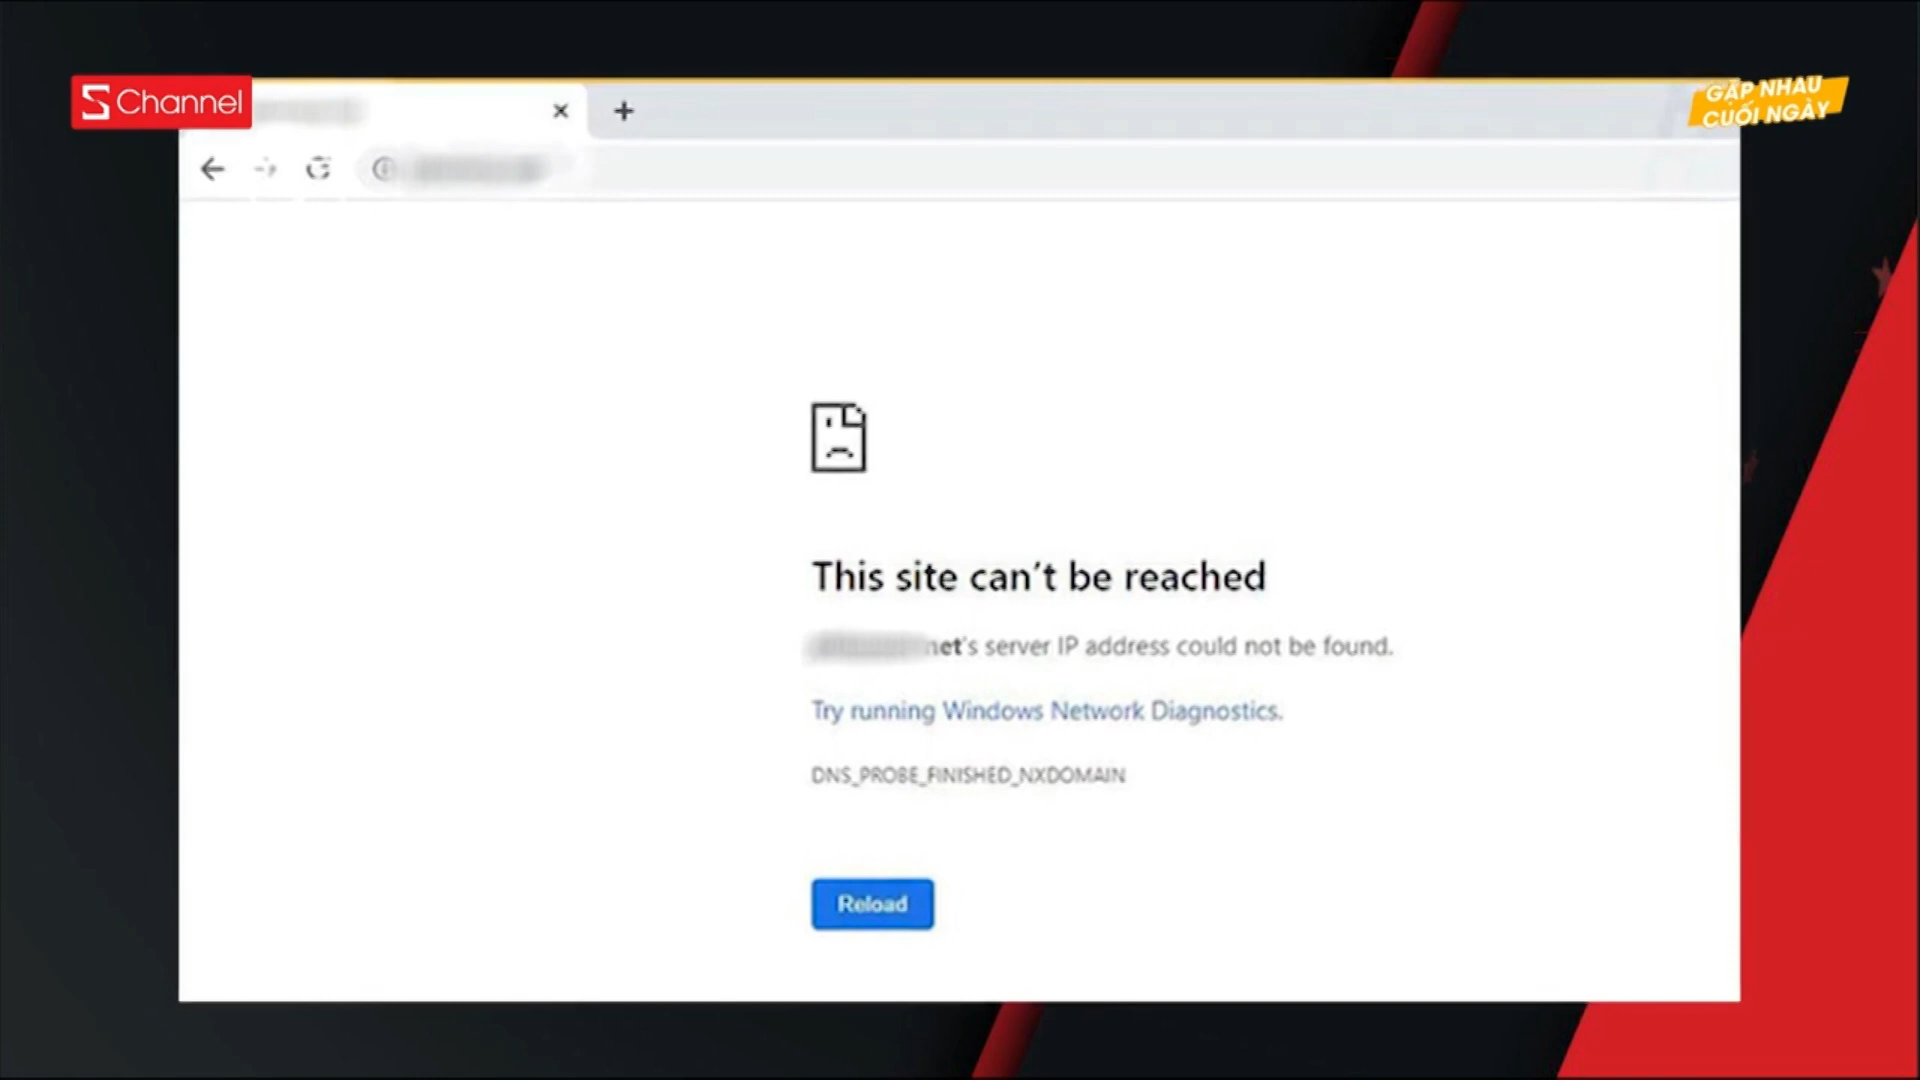 S Channel
GẶP NHAU
CUỐI NGÀY
This site can't be reached
net's server IP address could not be found.
Try running Windows Network Diagnostics.
DNS_PROBE_FINISHED_NXDOMAIN
Reload